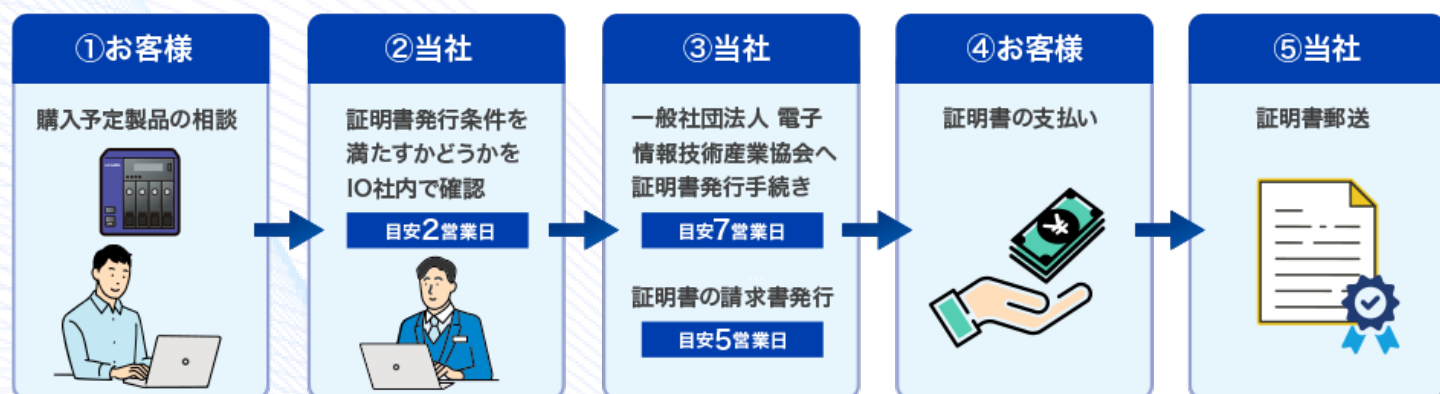 ①お客様
購入予定製品の相談
②当社
証明書発行条件を
満たすかどうかを
IO社内で確認
目安2営業日
③当社
一般社団法人 電子
情報技術産業協会へ
証明書発行手続き
目安7営業日
証明書の請求書発行
目安5営業日
④お客様
証明書の支払い
¥
⑤当社
証明書郵送